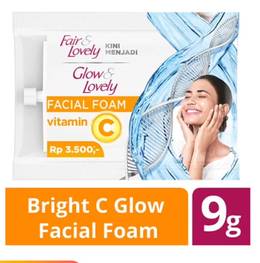 Fair & Lovely
KINI MENJADI
Glow & Lovely
FACIAL FOAM
vitamin C
Rp 3.500,-
Bright C Glow
Facial Foam
9g